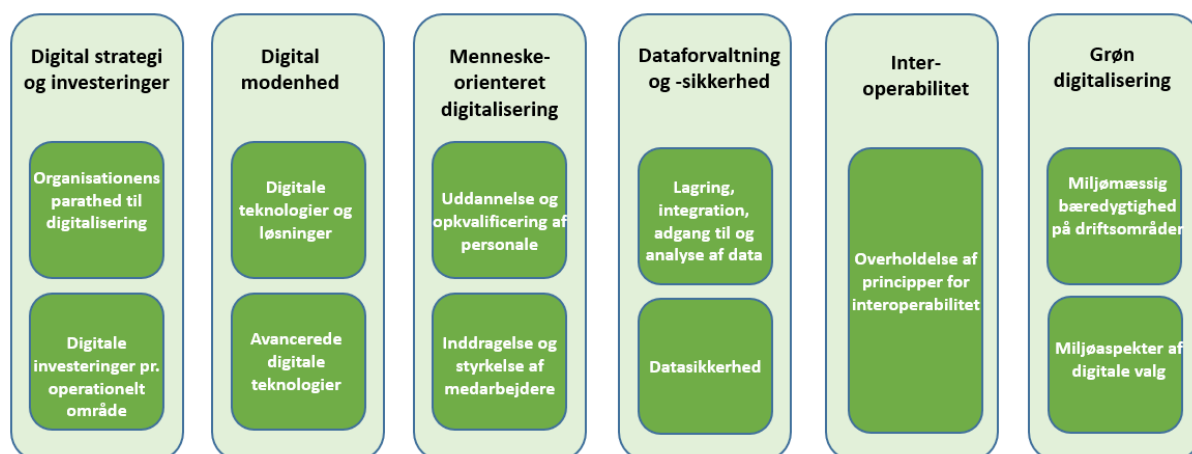 Digital strategi
og investeringer
Organisationens
parathed til
digitalisering
Digitale
investeringer pr.
operationelt
område
Digital
modenhed
Digitale
teknologier og
løsninger
Avancerede
digitale
teknologier
Menneske-
orienteret
digitalisering
Uddannelse og
opkvalificering af
personale
Inddragelse og
styrkelse af
medarbejdere
Dataforvaltning
og -sikkerhed
Lagring,
integration,
adgang til og
analyse af data
Datasikkerhed
Inter-
operabilitet
Overholdelse af
principper for
interoperabilitet
Grøn
digitalisering
Miljømæssig
bæredygtighed
på driftsområder
Miljøaspekter af
digitale valg